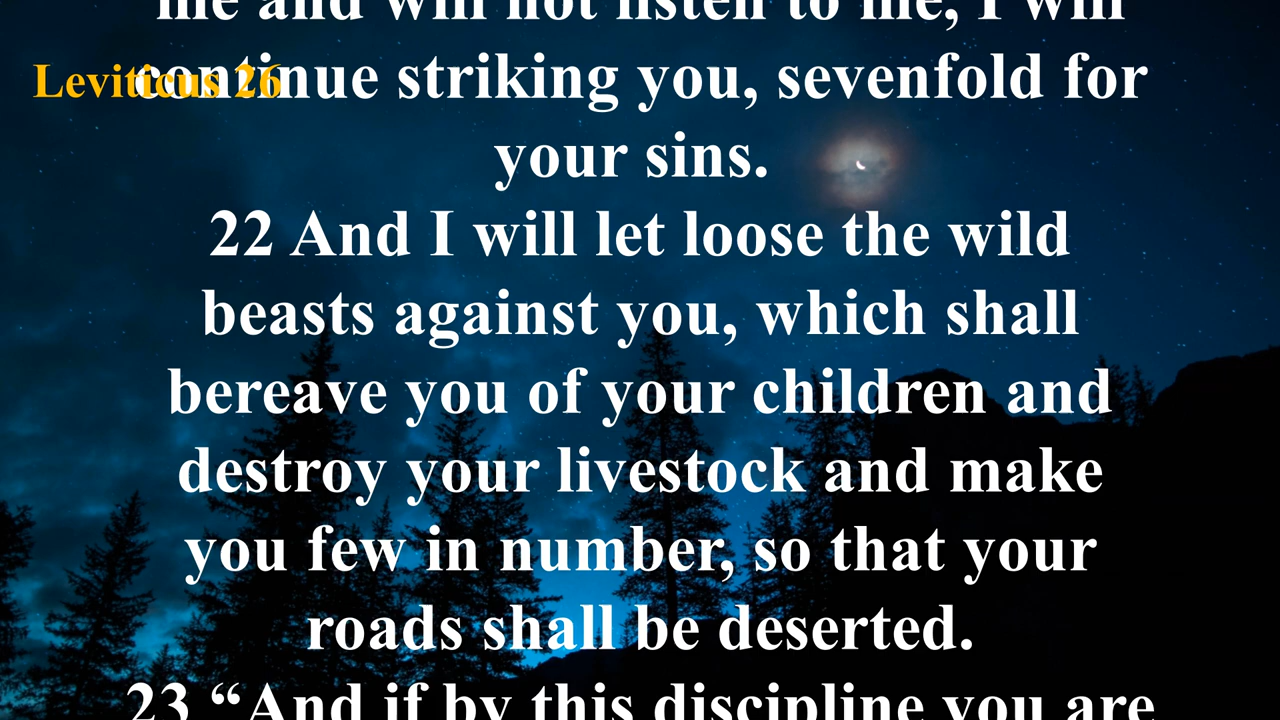 me and will not listen to me, I will
Leviticus 26
continue striking you, sevenfold for
your sins.
22 And I will let loose the wild
beasts against you, which shall
bereave you of your children and
destroy your livestock and make
you few in number, so that your
roads shall be deserted.
23 “And if by this discipline you are